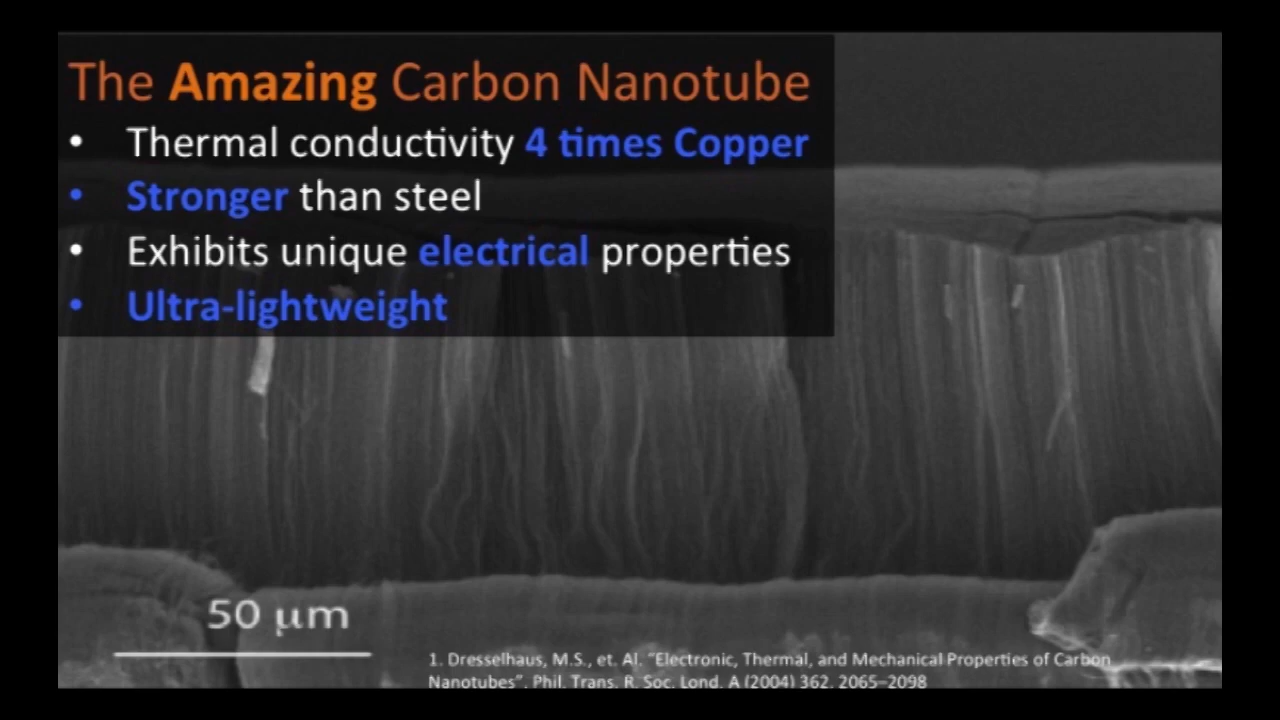 The Amazing Carbon Nanotube
• Thermal conductivity 4 times Copper
• Stronger than steel
• Exhibits unique electrical properties
• Ultra-lightweight
50 μm
1. Dresselhaus, M.S., et. Al. “Electronic, Thermal, and Mechanical Properties of Carbon
Nanotubes”. Phil. Trans. R. Soc. Lond. A (2004) 362, 2065–2098